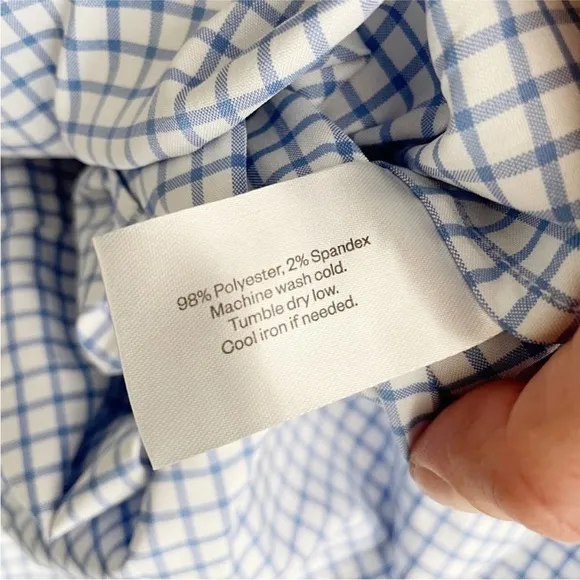 98% Polyester, 2% Spandex
Machine wash cold.
Tumble dry low.
Cool iron if needed.